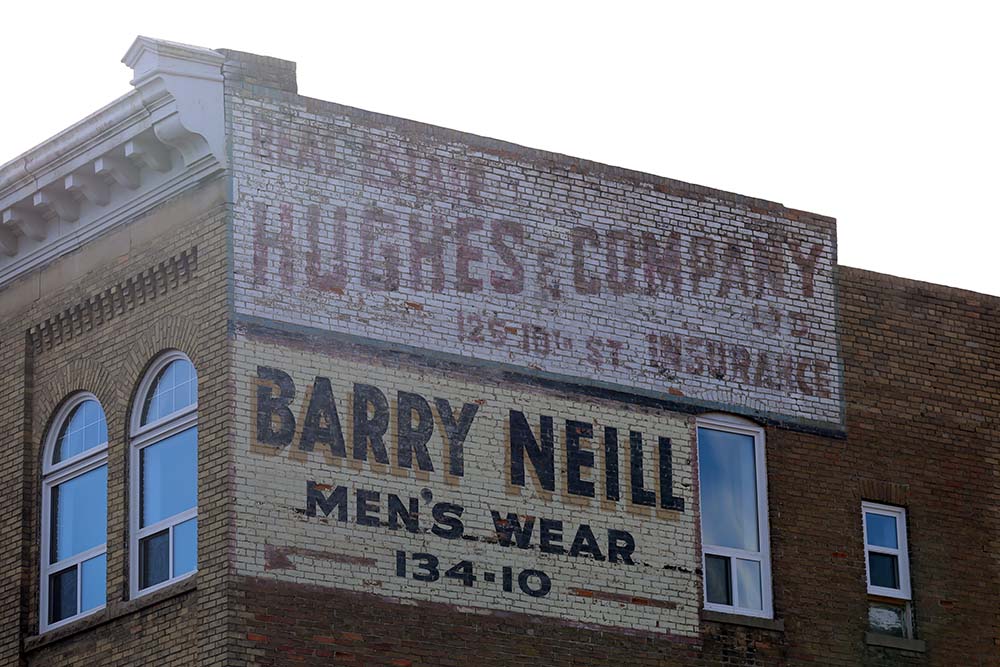 REAL ESTATE
HUGHES & COMPANY
LTD.
125-10TH ST. INSURANCE
BARRY NEILL
MEN'S WEAR
134-10